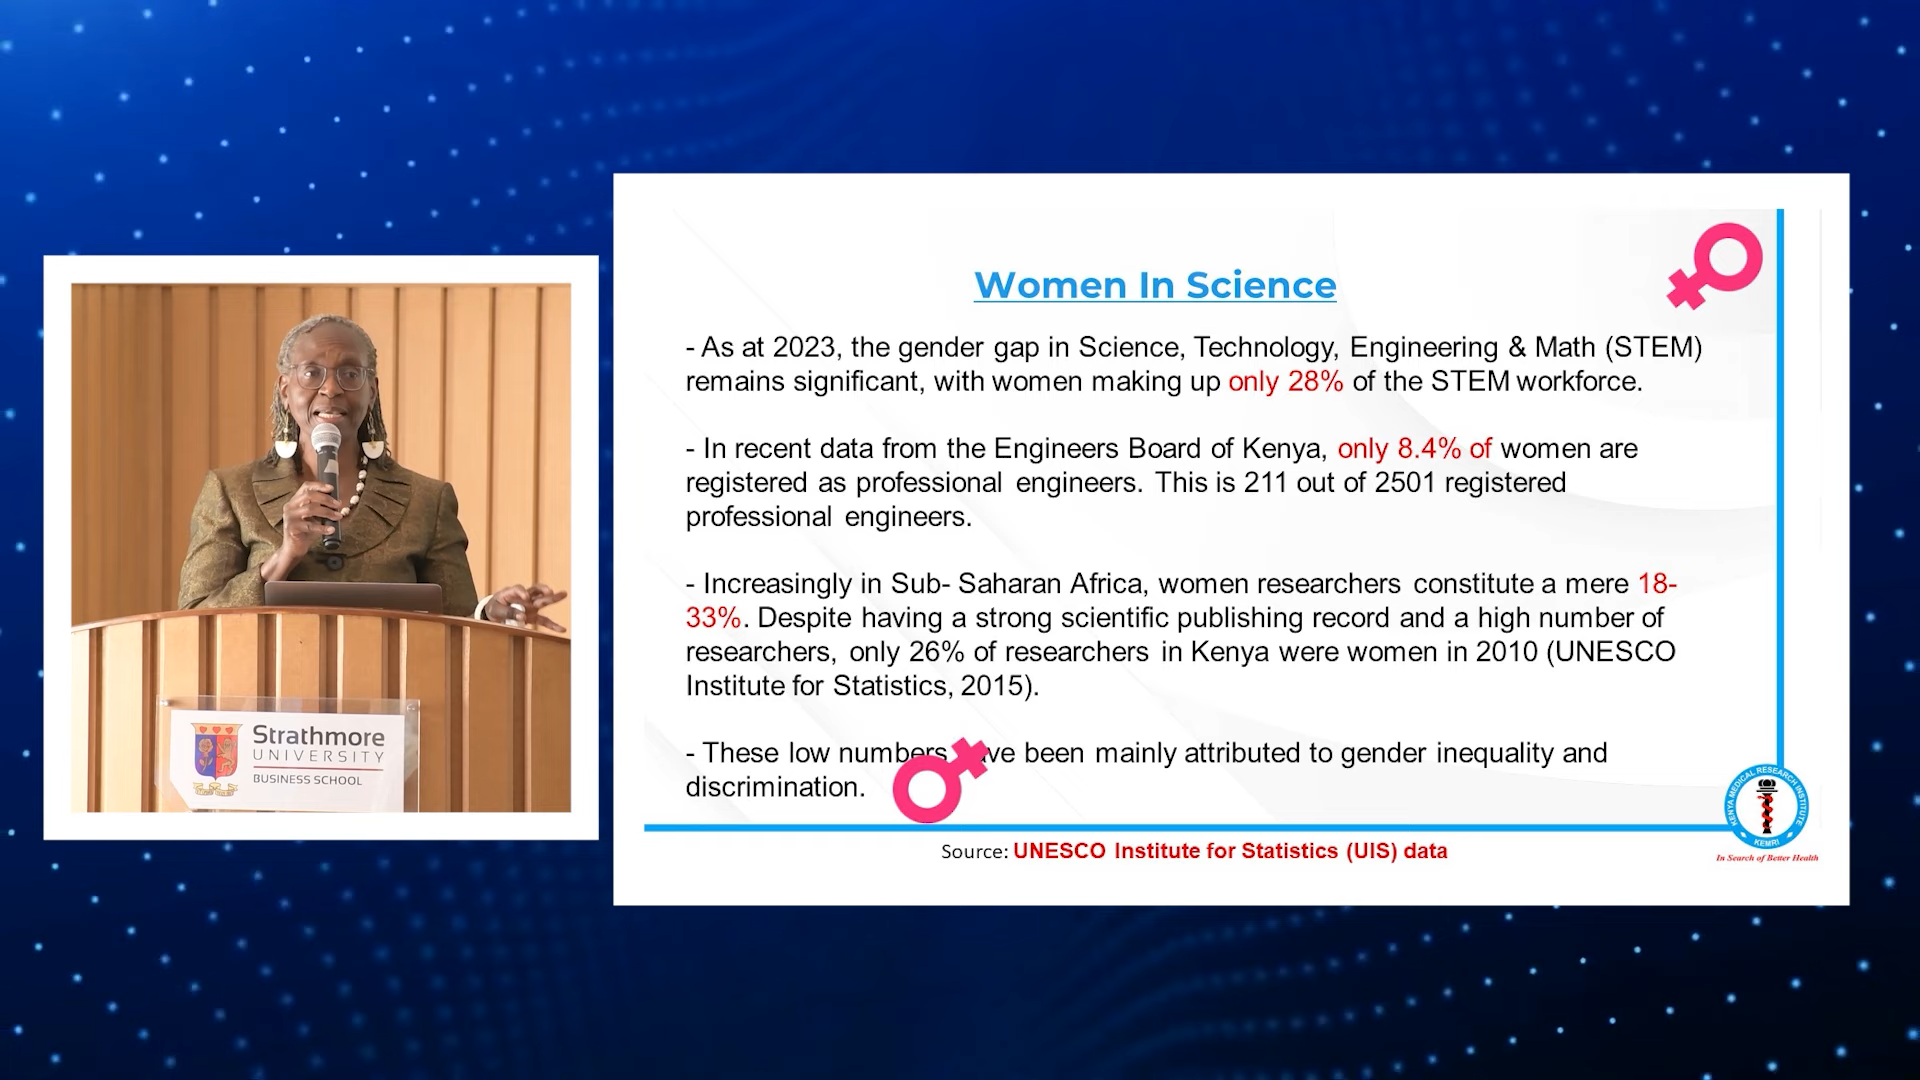 Women In Science
- As at 2023, the gender gap in Science, Technology, Engineering & Math (STEM)
remains significant, with women making up only 28% of the STEM workforce.
- In recent data from the Engineers Board of Kenya, only 8.4% of women are
registered as professional engineers. This is 211 out of 2501 registered
professional engineers.
- Increasingly in Sub- Saharan Africa, women researchers constitute a mere 18-
33%. Despite having a strong scientific publishing record and a high number of
researchers, only 26% of researchers in Kenya were women in 2010 (UNESCO
Institute for Statistics, 2015).
- These low numbers ve been mainly attributed to gender inequality and
discrimination.
Source: UNESCO Institute for Statistics (UIS) data
KENYA MEDICAL RESEARCH INSTITUTE
KEMRI
In Search of Better Health
Strathmore
UNIVERSITY
BUSINESS SCHOOL